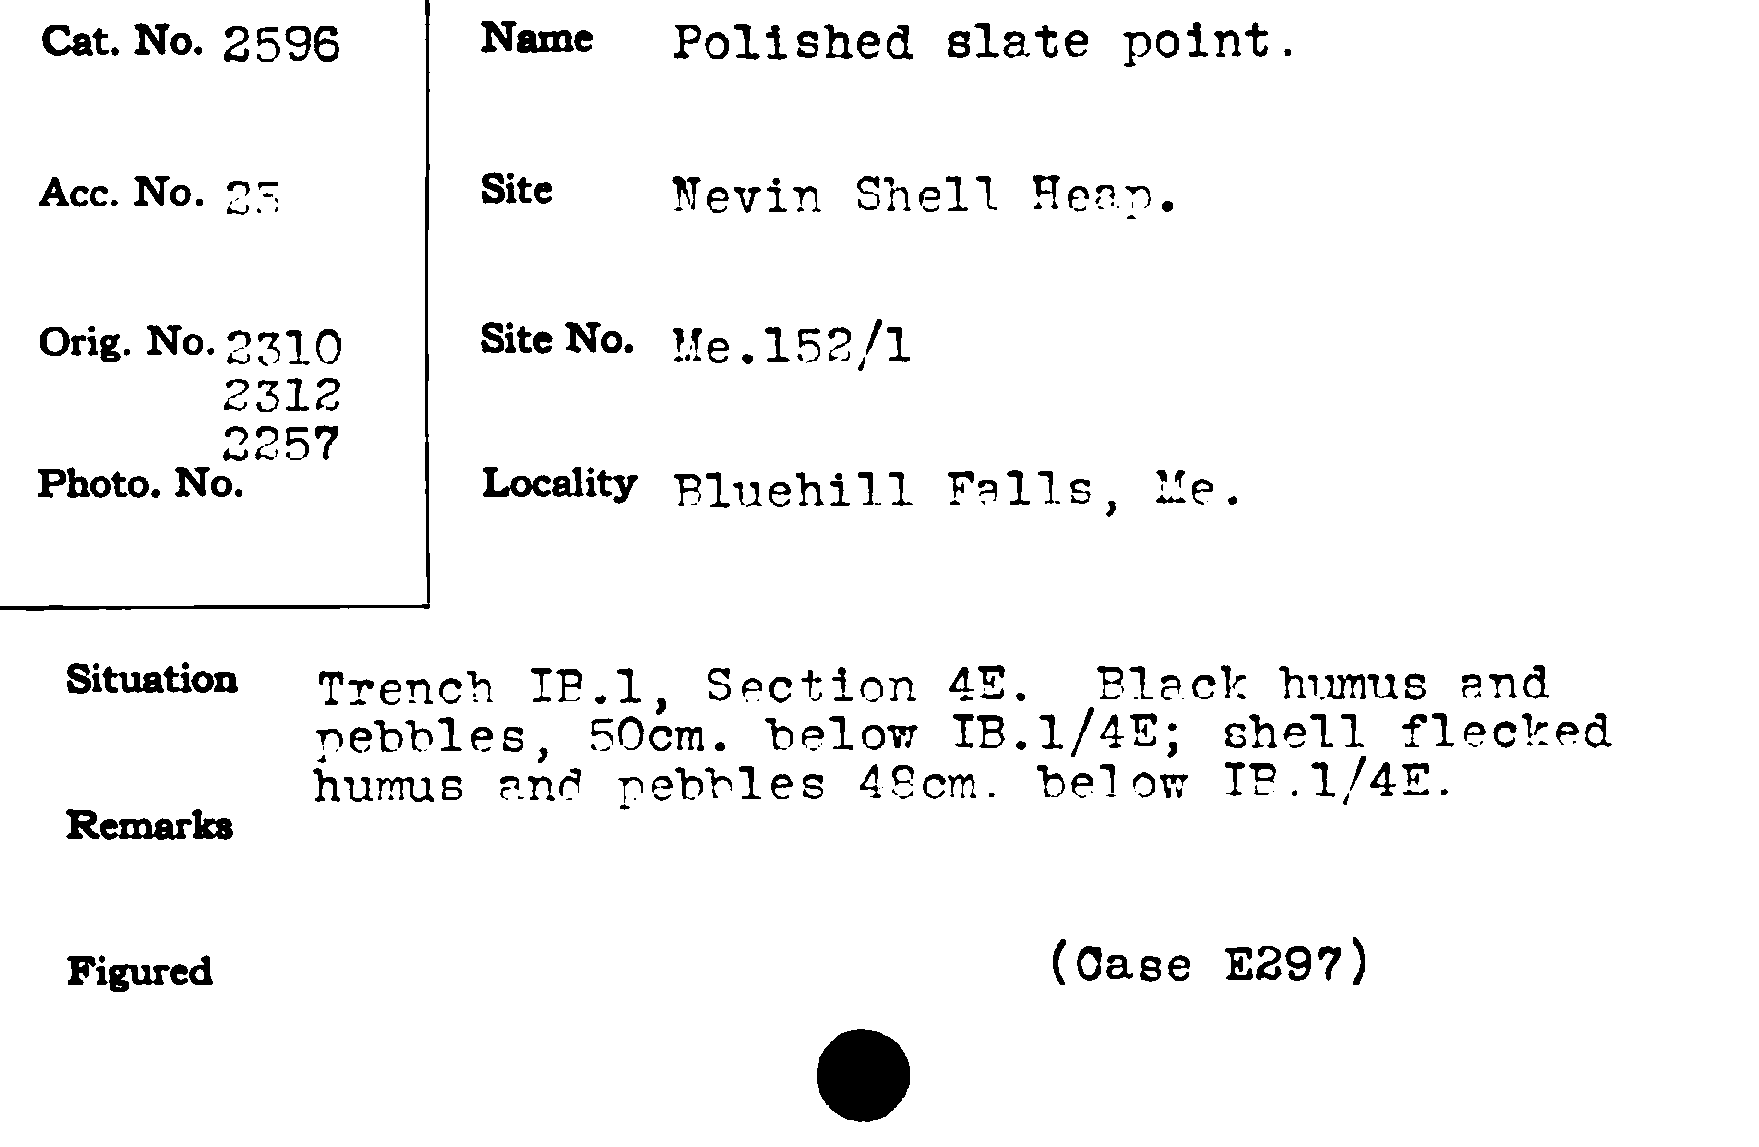 Cat. No. 2596
Name Polished slate point.
Acc. No. 25
Site Nevin Shell Heap.
Orig. No. 2310
2312
2257
Site No. Me.152/1
Photo. No.
Locality Bluehill Falls, Me.
Situation Trench IB.1, Section 4E. Black humus and
pebbles, 50cm. below IB.1/4E; shell flecked
humus and pebbles 48cm. below IB.1/4E.
Remarks
Figured
(Case E297)